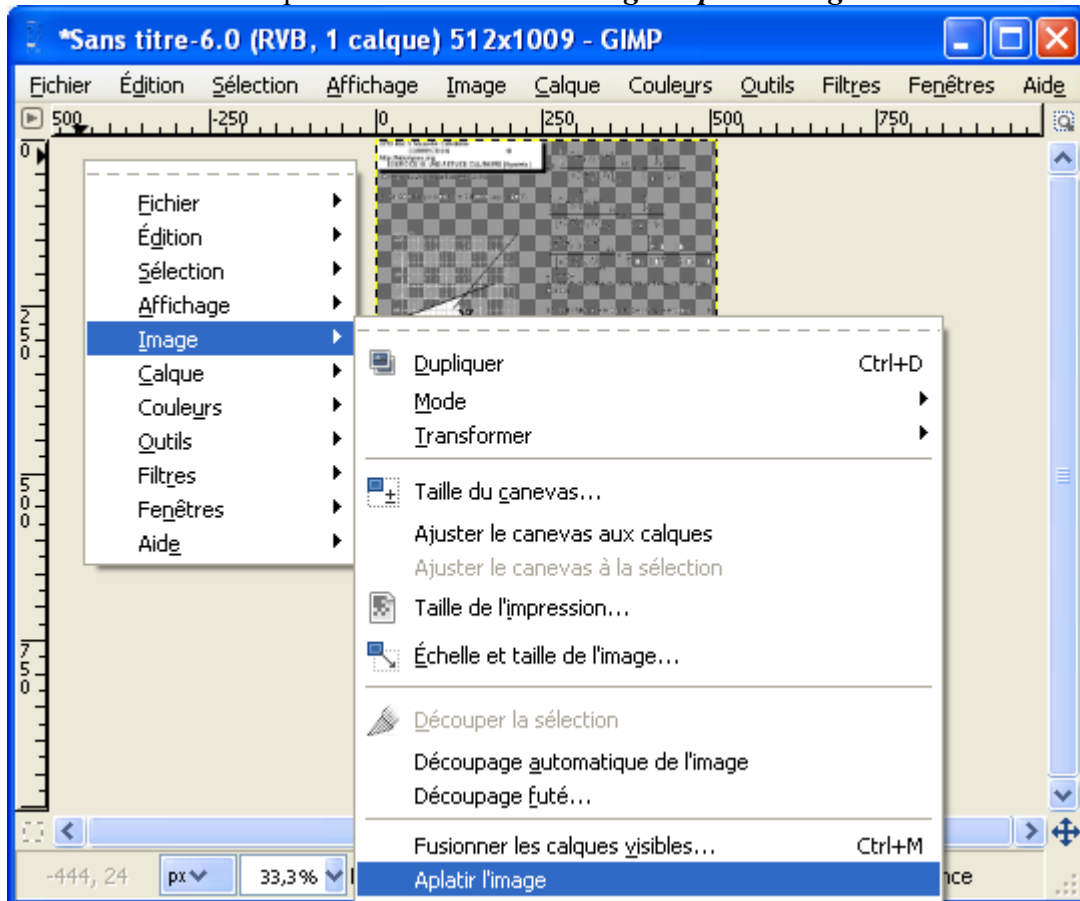 *Sans titre-6.0 (RVB, 1 calque) 512x1009 - GIMP
Fichier Édition Sélection Affichage Image Calque Couleurs Outils Filtres Fenêtres Aide
500 -250 0 250 500 750
0
250
500
750
Fichier
Édition
Sélection
Affichage
Image
Calque
Couleurs
Outils
Filtres
Fenêtres
Aide
Dupliquer Ctrl+D
Mode
Transformer
Taille du canevas...
Ajuster le canevas aux calques
Ajuster le canevas à la sélection
Taille de l'impression...
Échelle et taille de l'image...
Découper la sélection
Découpage automatique de l'image
Découpage futé...
Fusionner les calques visibles... Ctrl+M
Aplatir l'image
-444, 24 px 33,3%